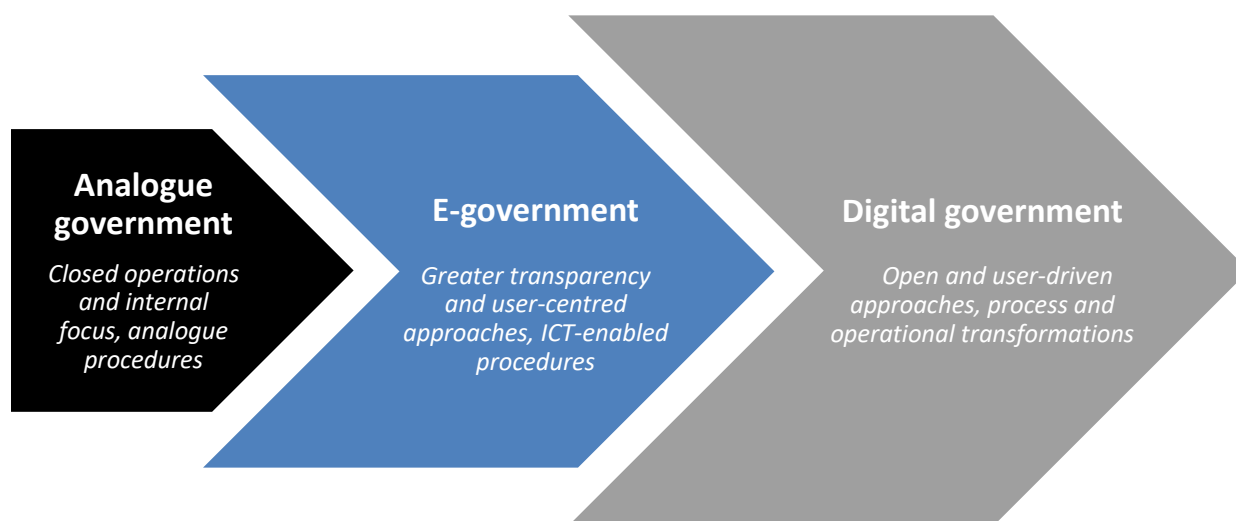 Analogue
government
Closed operations
and internal
focus, analogue
procedures
E-government
Greater transparency
and user-centred
approaches, ICT-enabled
procedures
Digital government
Open and user-driven
approaches, process and
operational transformations